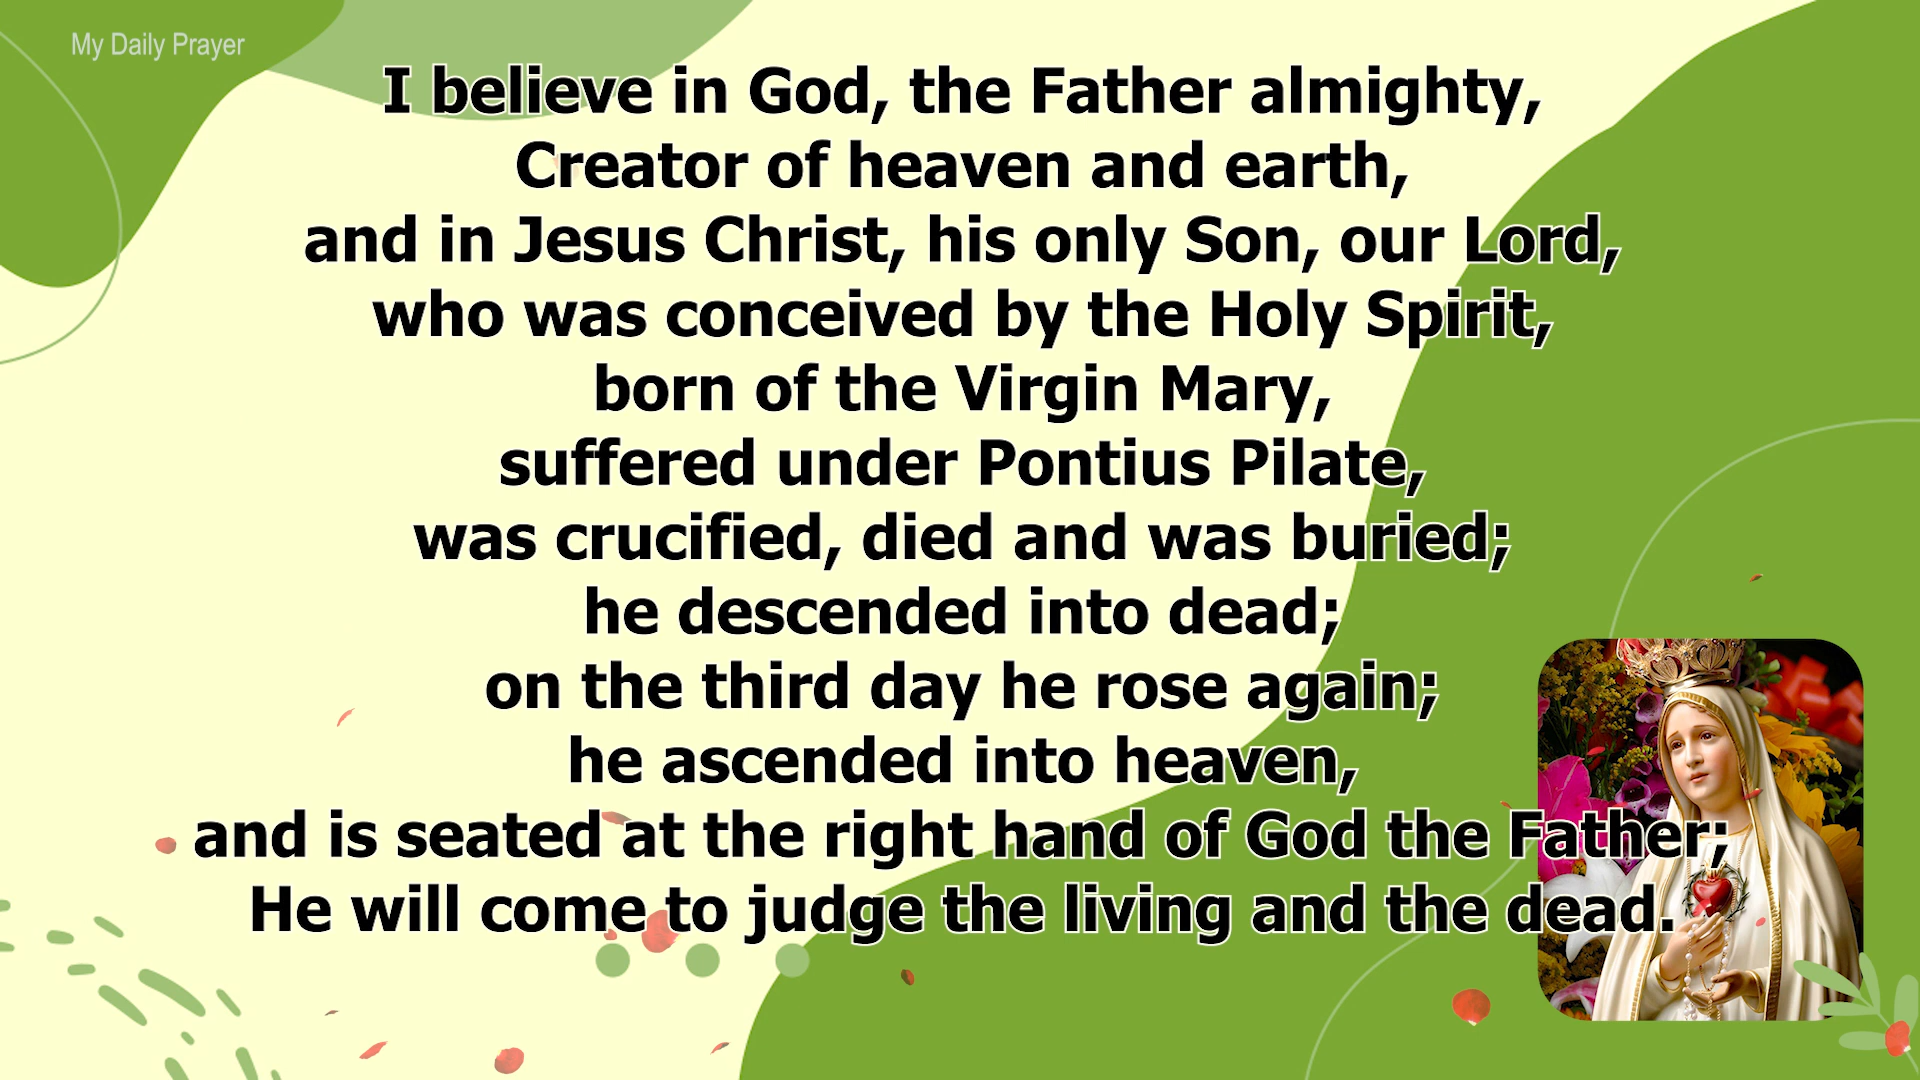 My Daily Prayer
I believe in God, the Father almighty,
Creator of heaven and earth,
and in Jesus Christ, his only Son, our Lord,
who was conceived by the Holy Spirit,
born of the Virgin Mary,
suffered under Pontius Pilate,
was crucified, died and was buried;
he descended into dead;
on the third day he rose again;
he ascended into heaven,
and is seated at the right hand of God the Father;
He will come to judge the living and the dead.